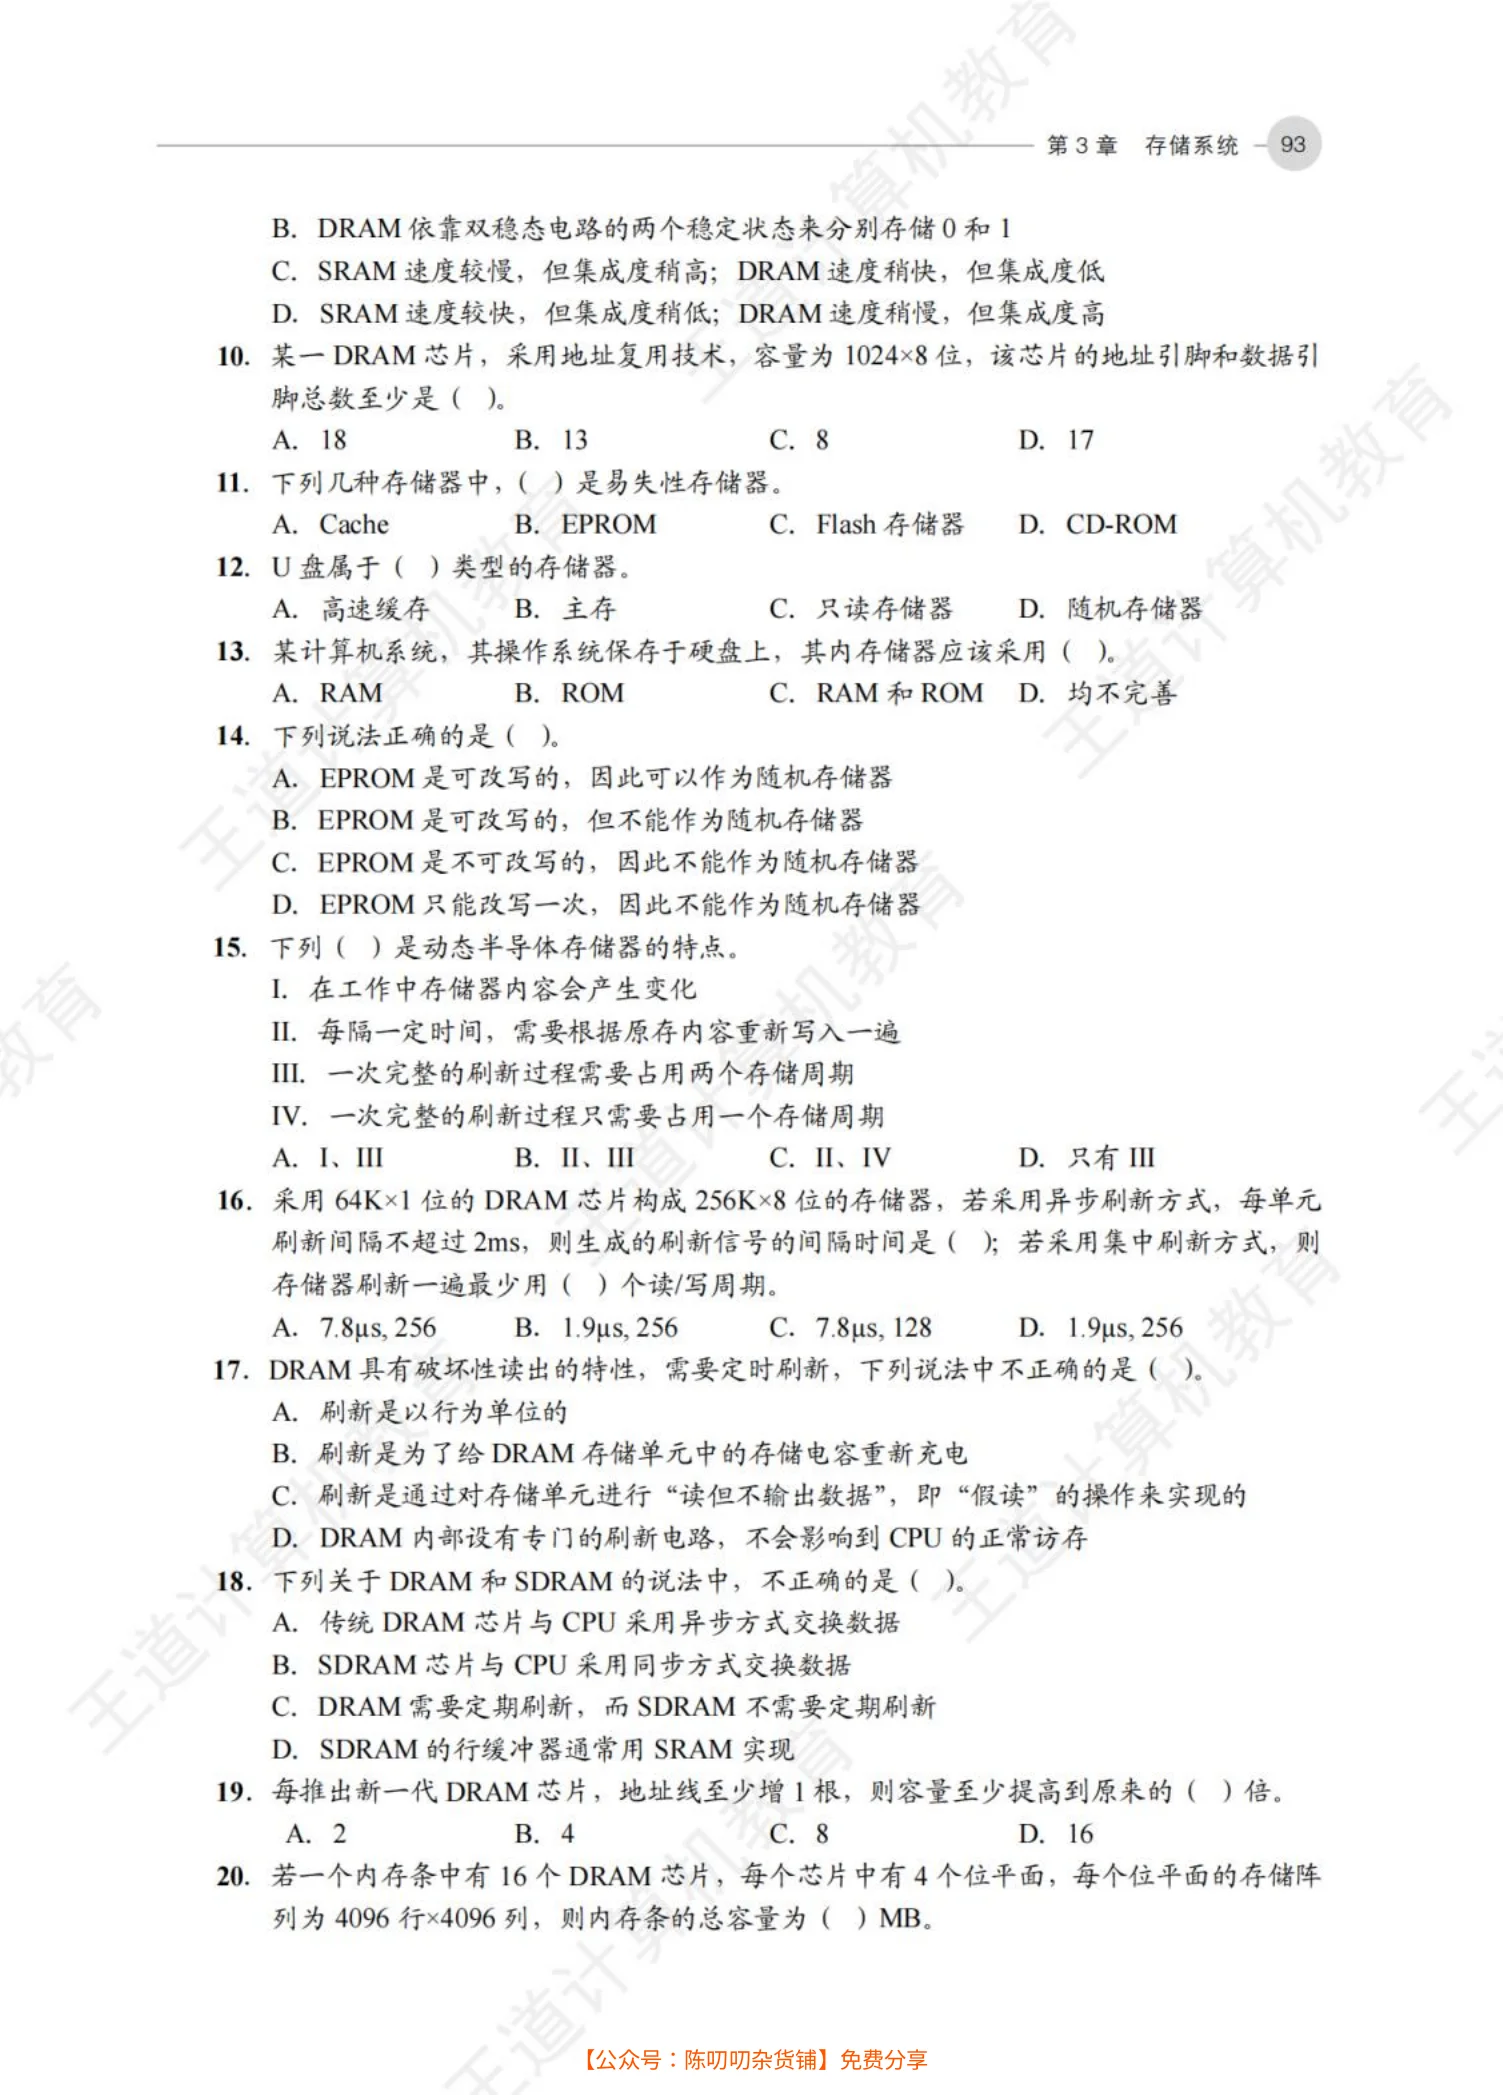 第 3 章 存储系统 93
B. DRAM 依靠双稳态电路的两个稳定状态来分别存储 0 和 1
C. SRAM 速度较慢，但集成度稍高；DRAM 速度稍快，但集成度低
D. SRAM 速度较快，但集成度稍低；DRAM 速度稍慢，但集成度高
10. 某一 DRAM 芯片，采用地址复用技术，容量为 1024×8 位，该芯片的地址引脚和数据引
脚总数至少是（ ）。
A. 18 B. 13 C. 8 D. 17
11. 下列几种存储器中，（ ）是易失性存储器。
A. Cache B. EPROM C. Flash 存储器 D. CD-ROM
12. U 盘属于（ ）类型的存储器。
A. 高速缓存 B. 主存 C. 只读存储器 D. 随机存储器
13. 某计算机系统，其操作系统保存于硬盘上，其内存储器应该采用（ ）。
A. RAM B. ROM C. RAM 和 ROM D. 均不完善
14. 下列说法正确的是（ ）。
A. EPROM 是可改写的，因此可以作为随机存储器
B. EPROM 是可改写的，但不能作为随机存储器
C. EPROM 是不可改写的，因此不能作为随机存储器
D. EPROM 只能改写一次，因此不能作为随机存储器
15. 下列（ ）是动态半导体存储器的特点。
I. 在工作中存储器内容会产生变化
II. 每隔一定时间，需要根据原存内容重新写入一遍
III. 一次完整的刷新过程需要占用两个存储周期
IV. 一次完整的刷新过程只需要占用一个存储周期
A. I、III B. II、III C. II、IV D. 只有 III
16. 采用 64K×1 位的 DRAM 芯片构成 256K×8 位的存储器，若采用异步刷新方式，每单元
刷新间隔不超过 2ms，则生成的刷新信号的间隔时间是（ ）；若采用集中刷新方式，则
存储器刷新一遍最少用（ ）个读/写周期。
A. 7.8μs, 256 B. 1.9μs, 256 C. 7.8μs, 128 D. 1.9μs, 256
17. DRAM 具有破坏性读出的特性，需要定时刷新，下列说法中不正确的是（ ）。
A. 刷新是以行为单位的
B. 刷新是为了给 DRAM 存储单元中的存储电容重新充电
C. 刷新是通过对存储单元进行“读但不输出数据”，即“假读”的操作来实现的
D. DRAM 内部设有专门的刷新电路，不会影响到 CPU 的正常访存
18. 下列关于 DRAM 和 SDRAM 的说法中，不正确的是（ ）。
A. 传统 DRAM 芯片与 CPU 采用异步方式交换数据
B. SDRAM 芯片与 CPU 采用同步方式交换数据
C. DRAM 需要定期刷新，而 SDRAM 不需要定期刷新
D. SDRAM 的行缓冲器通常用 SRAM 实现
19. 每推出新一代 DRAM 芯片，地址线至少增 1 根，则容量至少提高到原来的（ ）倍。
A. 2 B. 4 C. 8 D. 16
20. 若一个内存条中有 16 个 DRAM 芯片，每个芯片中有 4 个位平面，每个位平面的存储阵
列为 4096 行×4096 列，则内存条的总容量为（ ）MB。
【公众号：陈叨叨杂货铺】免费分享